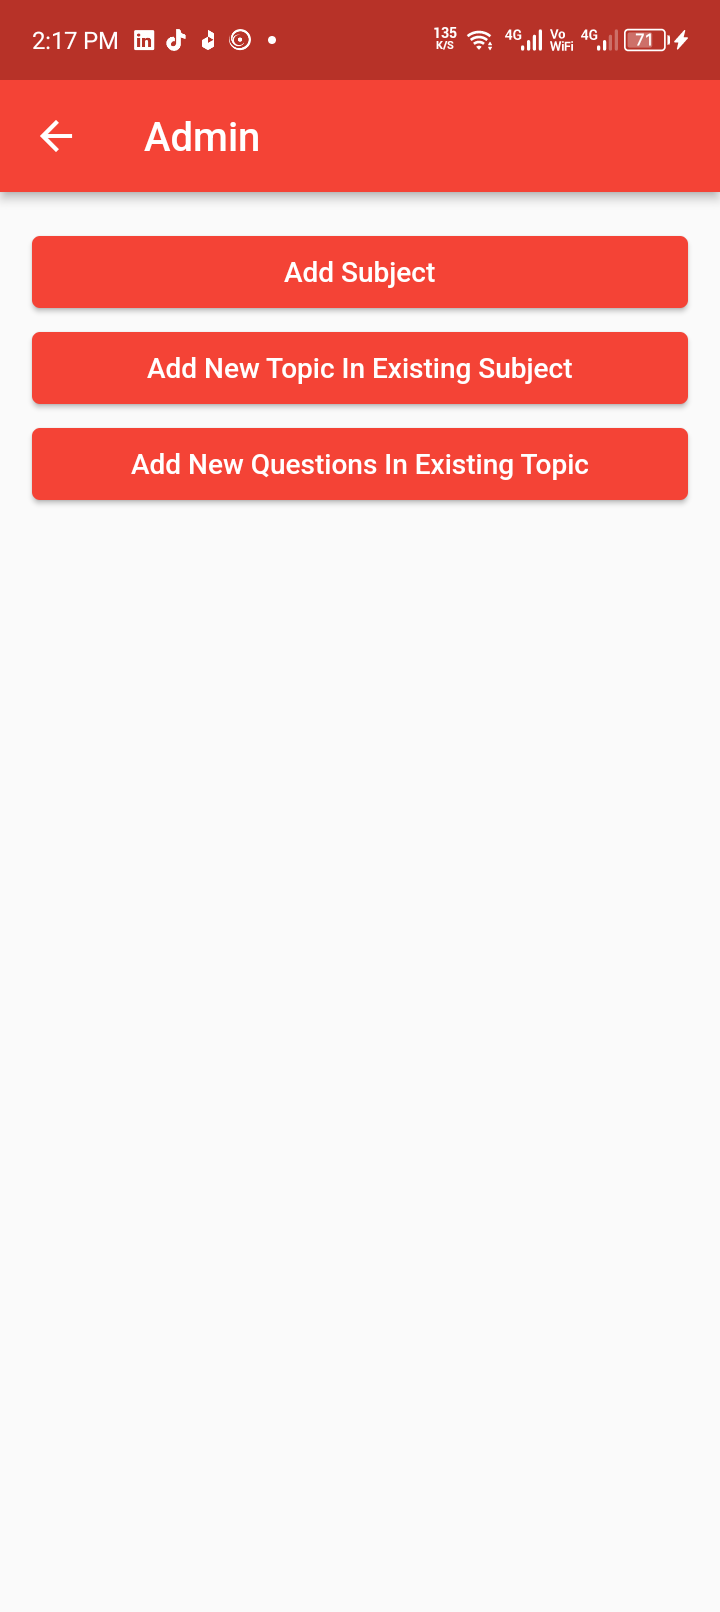 2:17 PM
135
K/S
4G
Vo
WiFi
4G
71
Admin
Add Subject
Add New Topic In Existing Subject
Add New Questions In Existing Topic